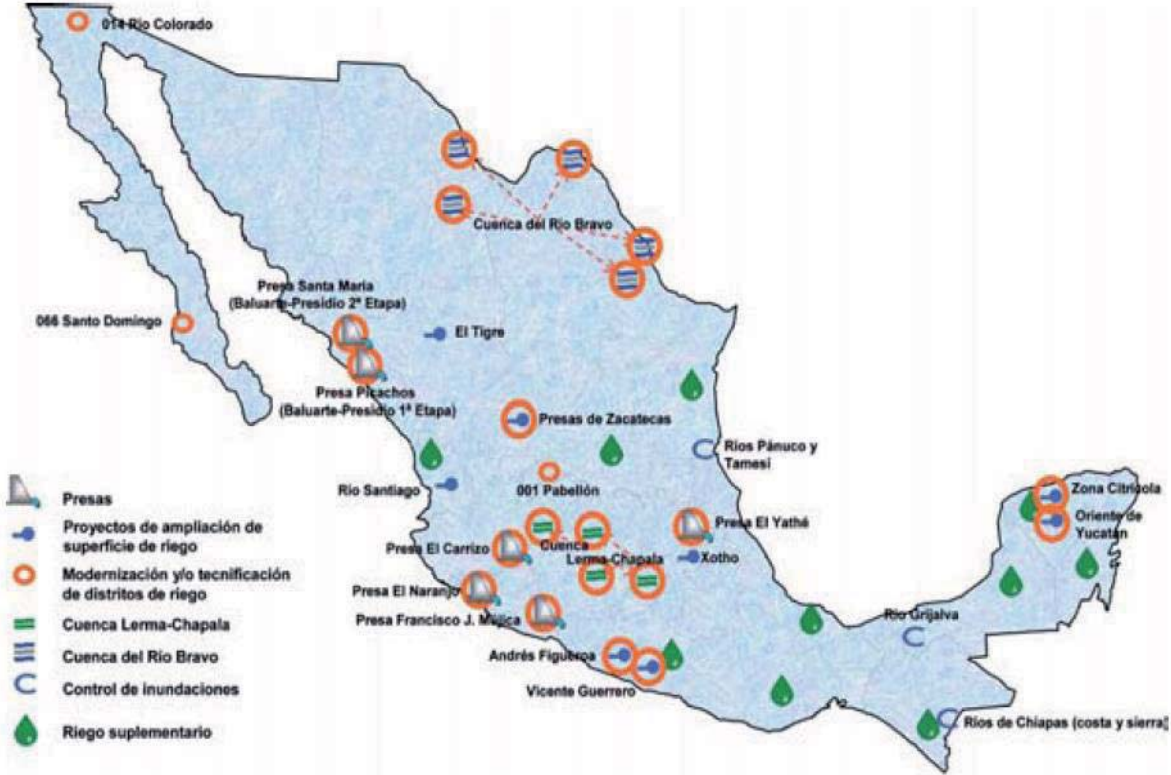 014 Río Colorado
Cuenca del Río Bravo
Presa Santa María
(Baluarte-Presidio 2ª Etapa)
066 Santo Domingo
El Tigre
Presa Picachos
(Baluarte-Presidio 1ª Etapa)
Presas de Zacatecas
Ríos Pánuco y
Tamesí
Río Santiago
001 Pabellón
Zona Citrícola
Oriente de
Yucatán
Presa El Yathé
Presa El Carrizo
Cuenca
Lerma-Chapala
Xotho
Presa El Naranjo
Presa Francisco J. Mújica
Río Grijalva
Andrés Figueroa
Vicente Guerrero
Ríos de Chiapas (costa y sierra)
Presas
Proyectos de ampliación de
superficie de riego
Modernización y/o tecnificación
de distritos de riego
Cuenca Lerma-Chapala
Cuenca del Río Bravo
Control de inundaciones
Riego suplementario